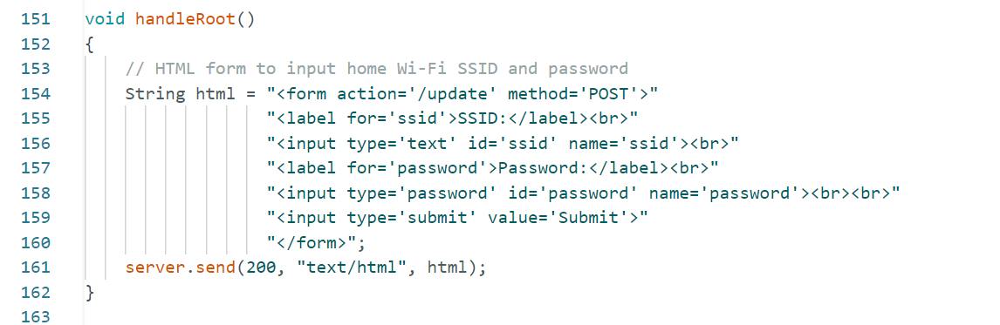 151 void handleRoot()
152 {
153 // HTML form to input home Wi-Fi SSID and password
154 String html = "<form action='/update' method='POST'>"
155 "<label for='ssid'>SSID:</label><br>"
156 "<input type='text' id='ssid' name='ssid'><br>"
157 "<label for='password'>Password:</label><br>"
158 "<input type='password' id='password' name='password'><br><br>"
159 "<input type='submit' value='Submit'>"
160 "</form>";
161 server.send(200, "text/html", html);
162 }
163